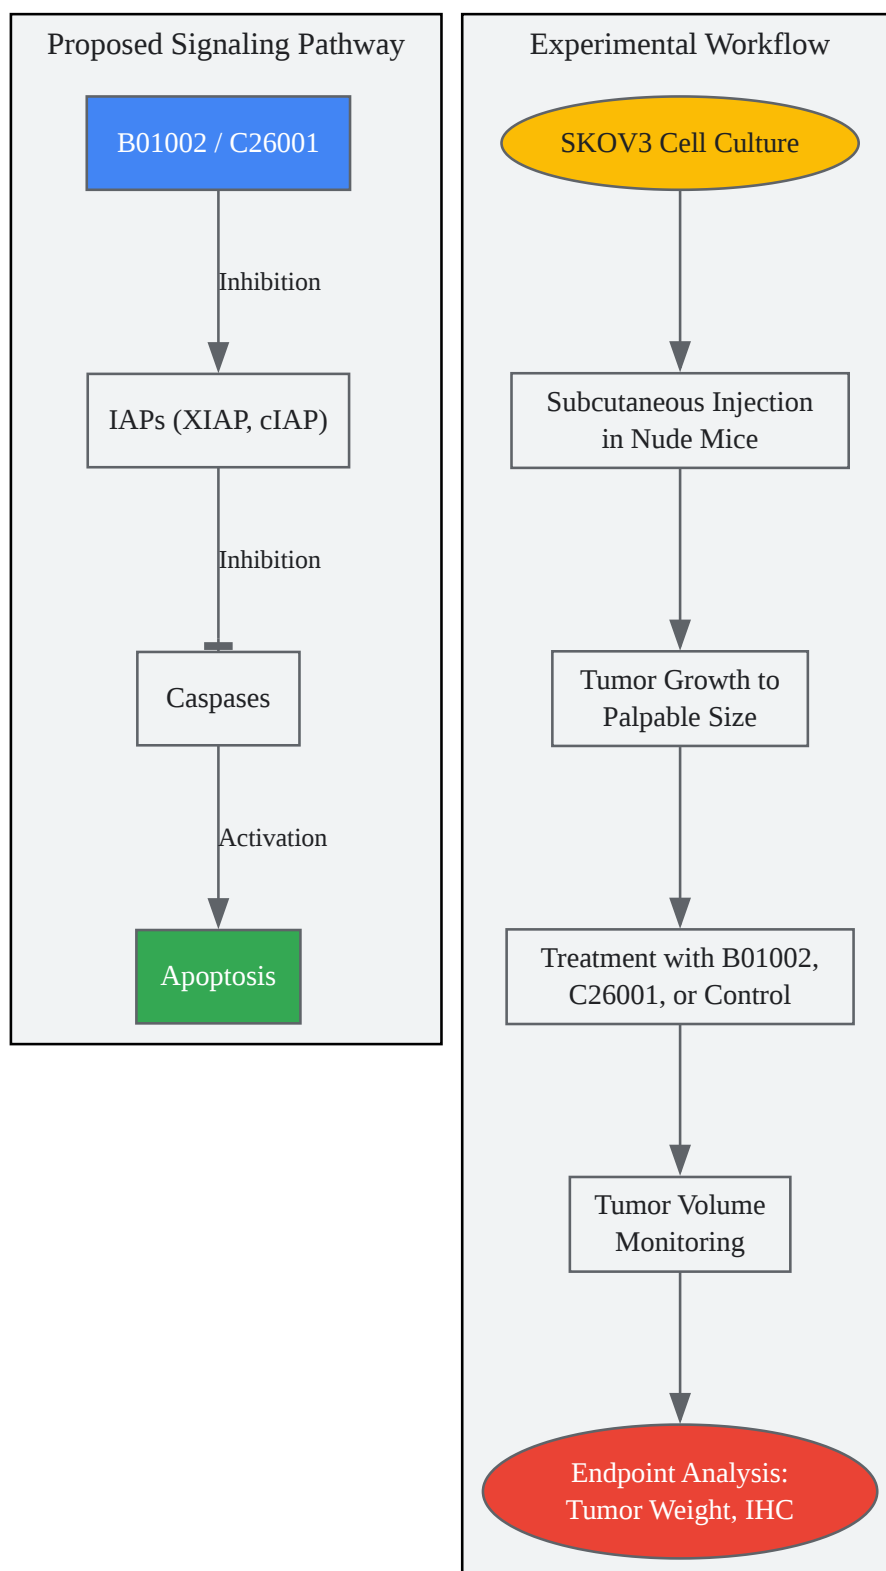 Proposed Signaling Pathway
B01002 / C26001
Inhibition
IAPs (XIAP, cIAP)
Inhibition
Caspases
Activation
Apoptosis
Experimental Workflow
SKOV3 Cell Culture
Subcutaneous Injection
in Nude Mice
Tumor Growth to
Palpable Size
Treatment with B01002,
C26001, or Control
Tumor Volume
Monitoring
Endpoint Analysis:
Tumor Weight, IHC